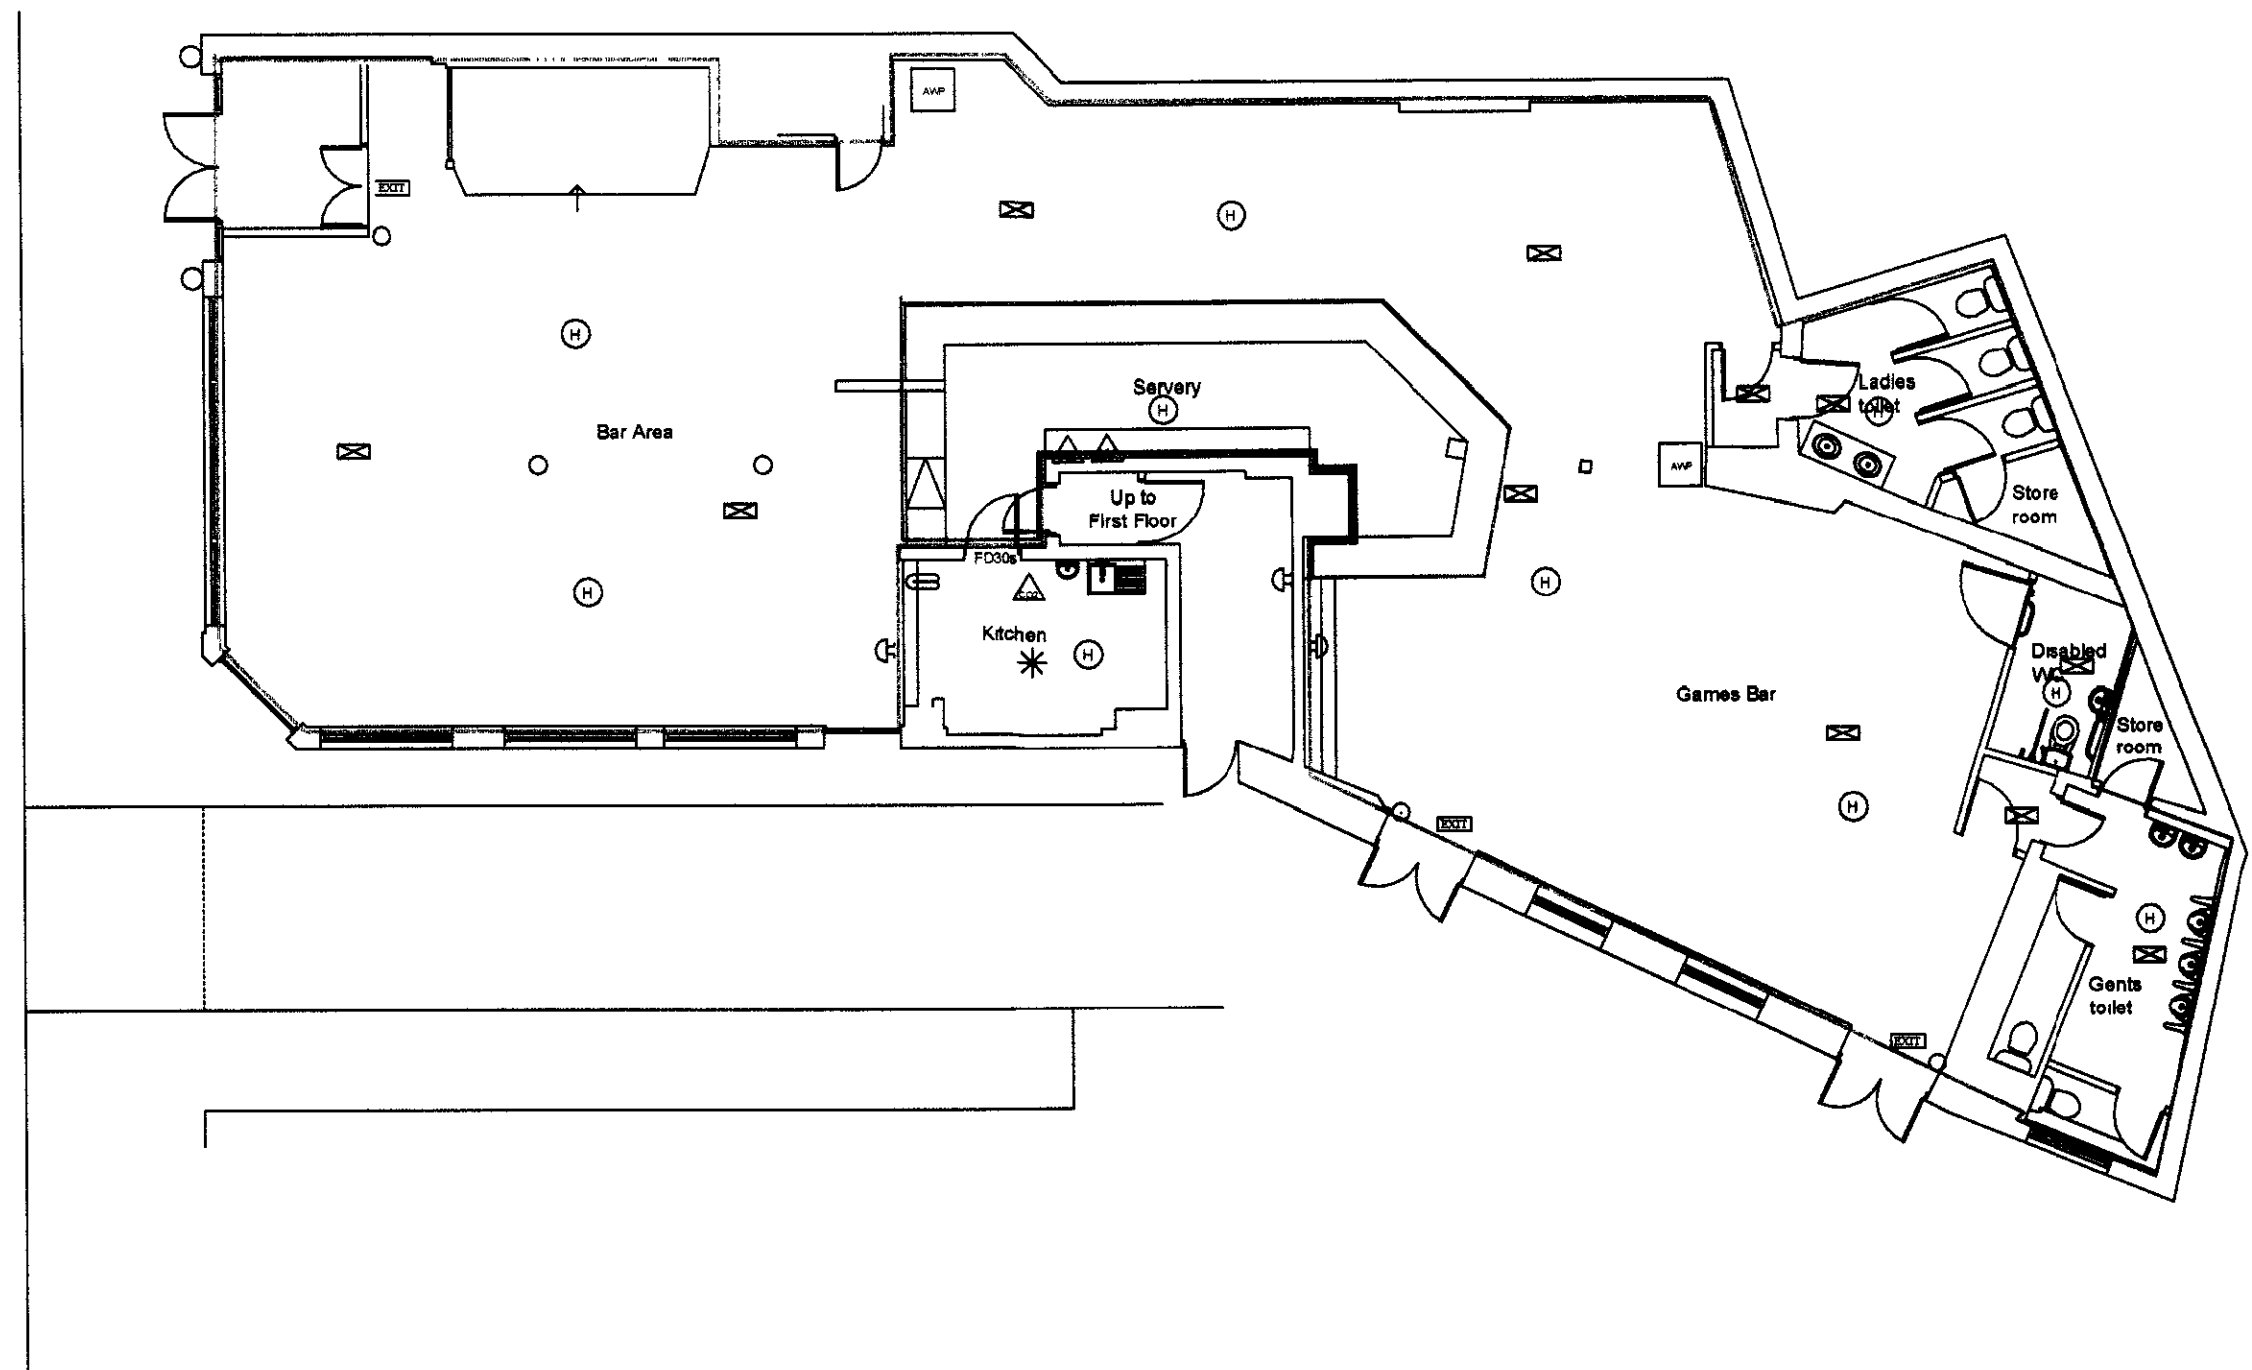 AWP
EXIT
H
H
H
Servery
H
Bar Area
Ladies
toilet
H
AWP
Up to
First Floor
Store
room
FD30s
CO2
H
H
Kitchen
H
Disabled
WC
H
Games Bar
Store
room
H
EXIT
H
Gents
toilet
EXIT